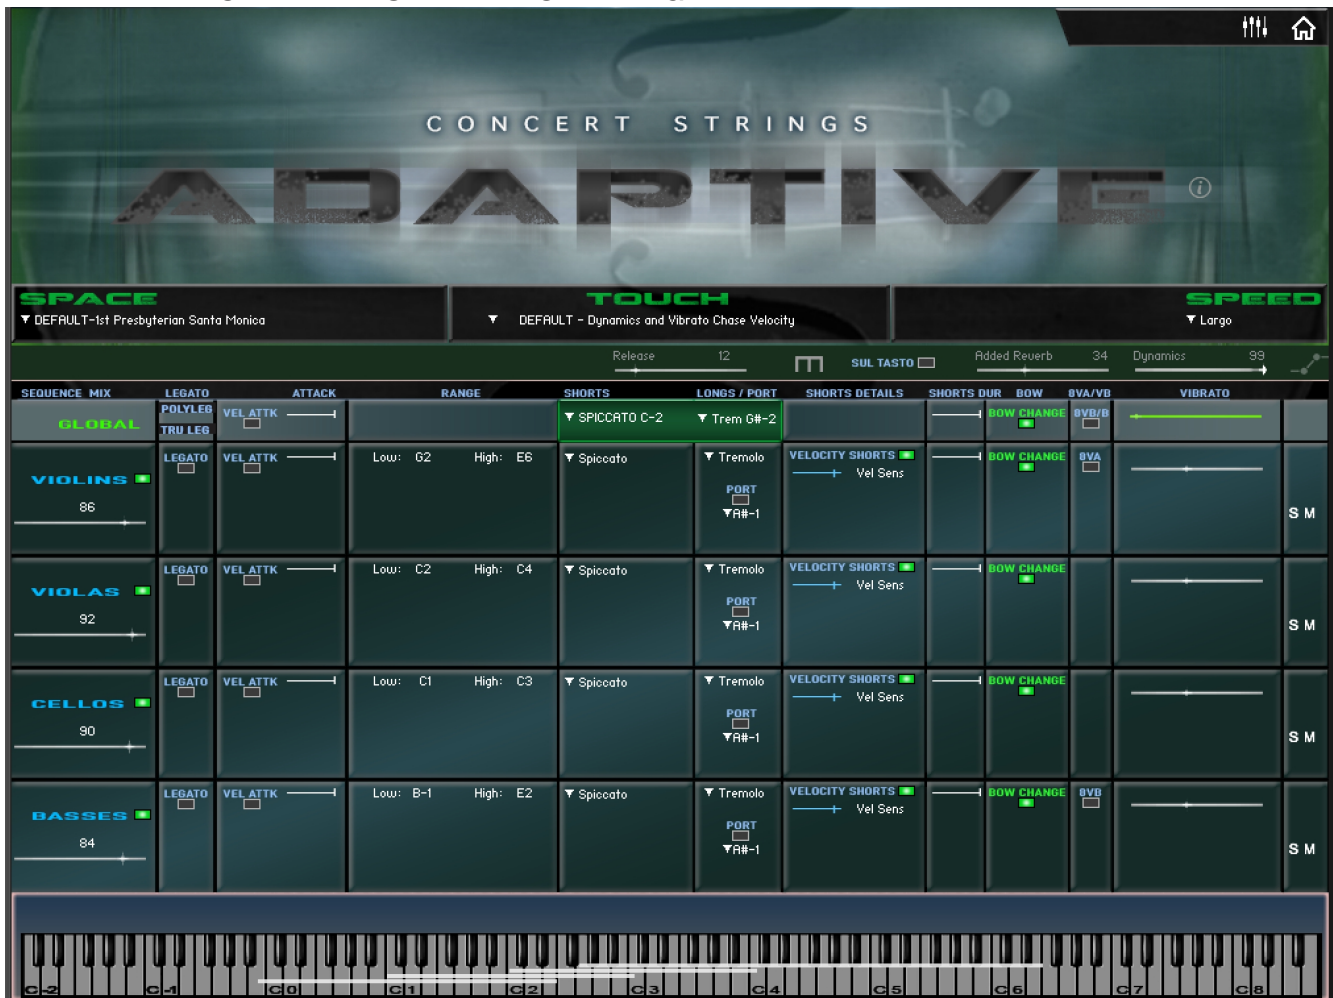 CONCERT STRINGS
ADAPTIVE
i
SPACE TOUCH SPEED
DEFAULT-1st Presbyterian Santa Monica DEFAULT - Dynamics and Vibrato Chase Velocity Largo
Release 12 SUL TASTO Added Reverb 34 Dynamics 99
SEQUENCE MIX LEGATO ATTACK RANGE SHORTS LONGS / PORT SHORTS DETAILS SHORTS DUR BOW 8VA/VB VIBRATO
GLOBAL POLYLEG VEL ATTK SPICCATO C-2 Trem G#-2 BOW CHANGE 8VB/B
TRU LEG
LEGATO VEL ATTK Low: G2 High: E6 Spiccato Tremolo VELOCITY SHORTS BOW CHANGE 8VA
VIOLINS Vel Sens
PORT
86 A#-1 S M
LEGATO VEL ATTK Low: C2 High: C4 Spiccato Tremolo VELOCITY SHORTS BOW CHANGE
VIOLAS Vel Sens
PORT
92 A#-1 S M
LEGATO VEL ATTK Low: C1 High: C3 Spiccato Tremolo VELOCITY SHORTS BOW CHANGE
CELLOS Vel Sens
PORT
90 A#-1 S M
LEGATO VEL ATTK Low: B-1 High: E2 Spiccato Tremolo VELOCITY SHORTS BOW CHANGE 8VB
BASSES Vel Sens
PORT
84 A#-1 S M
C-2 C-1 C0 C1 C2 C3 C4 C5 C6 C7 C8